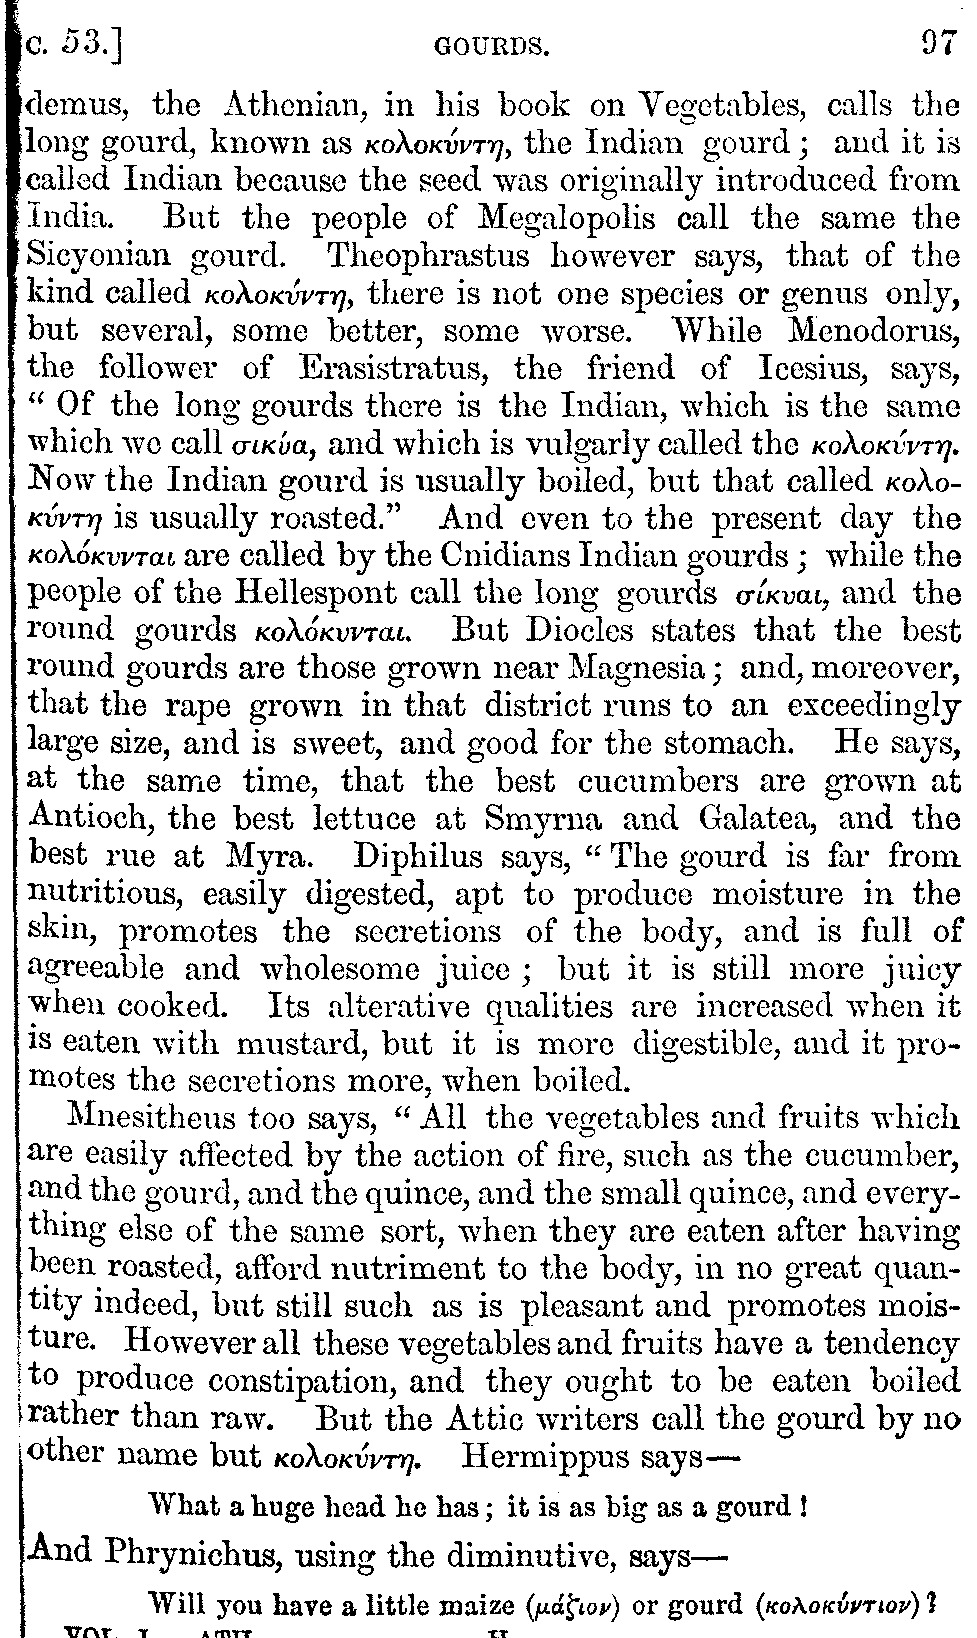 c. 53.] GOURDS. 97
demus, the Athenian, in his book on Vegetables, calls the
long gourd, known as κολοκύντη, the Indian gourd; and it is
called Indian because the seed was originally introduced from
India. But the people of Megalopolis call the same the
Sicyonian gourd. Theophrastus however says, that of the
kind called κολοκύντη, there is not one species or genus only,
but several, some better, some worse. While Menodorus,
the follower of Erasistratus, the friend of Icesius, says,
“ Of the long gourds there is the Indian, which is the same
which we call σικύα, and which is vulgarly called the κολοκύντη.
Now the Indian gourd is usually boiled, but that called κολο-
κύντη is usually roasted.” And even to the present day the
κολόκυνται are called by the Cnidians Indian gourds; while the
people of the Hellespont call the long gourds σίκυαι, and the
round gourds κολόκυνται. But Diocles states that the best
round gourds are those grown near Magnesia; and, moreover,
that the rape grown in that district runs to an exceedingly
large size, and is sweet, and good for the stomach. He says,
at the same time, that the best cucumbers are grown at
Antioch, the best lettuce at Smyrna and Galatea, and the
best rue at Myra. Diphilus says, “ The gourd is far from
nutritious, easily digested, apt to produce moisture in the
skin, promotes the secretions of the body, and is full of
agreeable and wholesome juice; but it is still more juicy
when cooked. Its alterative qualities are increased when it
is eaten with mustard, but it is more digestible, and it pro-
motes the secretions more, when boiled.
Mnesitheus too says, “ All the vegetables and fruits which
are easily affected by the action of fire, such as the cucumber,
and the gourd, and the quince, and the small quince, and every-
thing else of the same sort, when they are eaten after having
been roasted, afford nutriment to the body, in no great quan-
tity indeed, but still such as is pleasant and promotes mois-
ture. However all these vegetables and fruits have a tendency
to produce constipation, and they ought to be eaten boiled
rather than raw. But the Attic writers call the gourd by no
other name but κολοκύντη. Hermippus says—
What a huge head he has; it is as big as a gourd!
And Phrynichus, using the diminutive, says—
Will you have a little maize (μάζιον) or gourd (κολοκύντιον)?